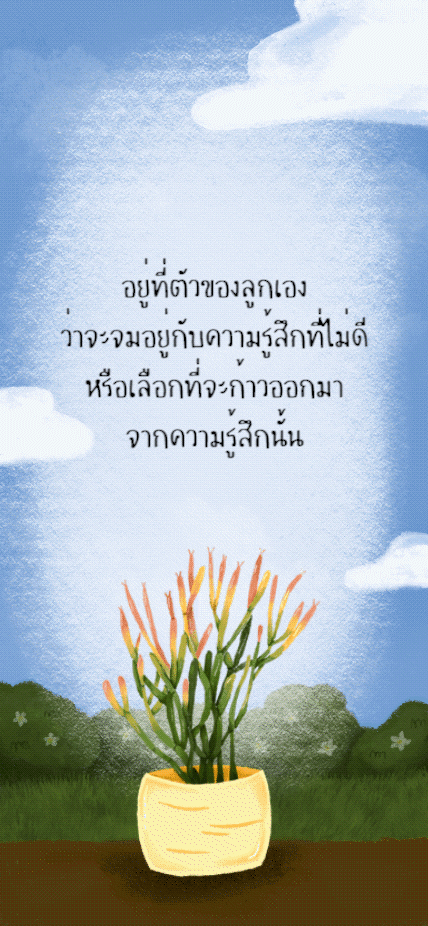 อยู่ที่ตัวของลูกเอง
ว่าจะจมอยู่กับความรู้สึกที่ไม่ดี
หรือเลือกที่จะก้าวออกมา
จากความรู้สึกนั้น